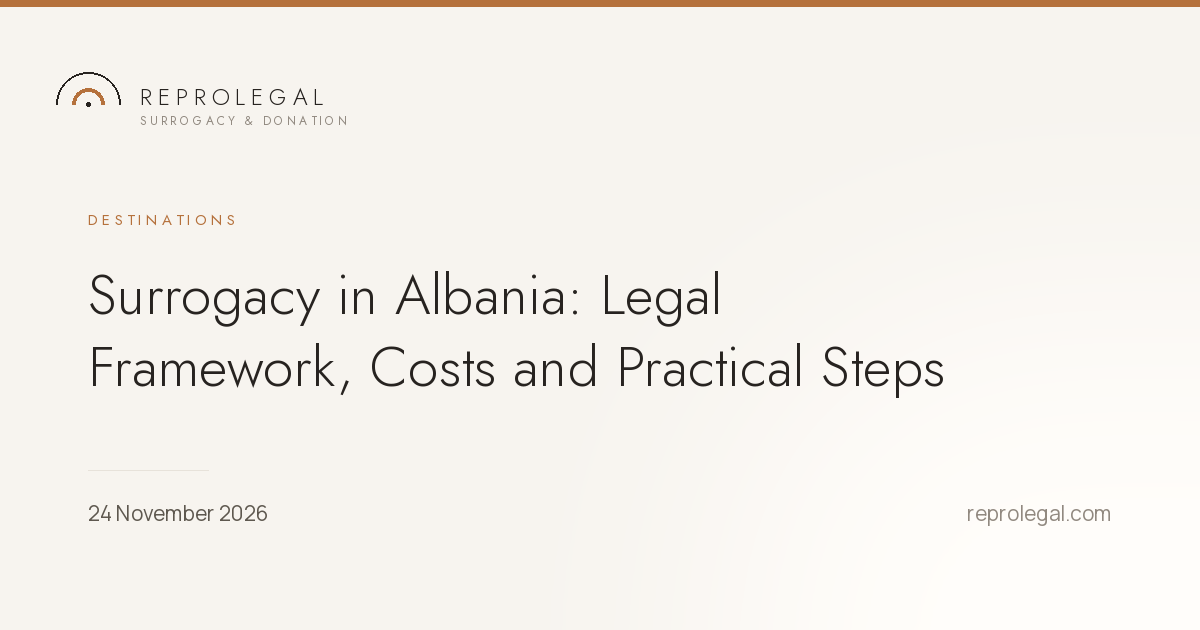 REPROLEGAL
SURROGACY & DONATION
DESTINATIONS
Surrogacy in Albania: Legal
Framework, Costs and Practical Steps
24 November 2026
reprolegal.com